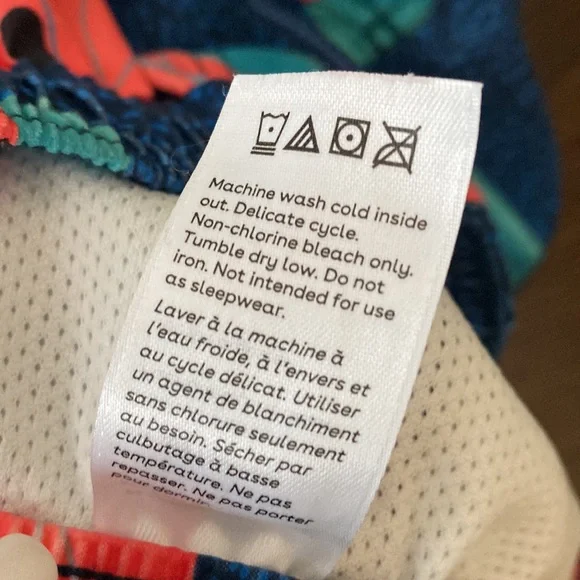 Machine wash cold inside
out. Delicate cycle.
Non-chlorine bleach only.
Tumble dry low. Do not
iron. Not intended for use
as sleepwear.
Laver à la machine à
l'eau froide, à l'envers et
au cycle délicat. Utiliser
un agent de blanchiment
sans chlorure seulement
au besoin. Sécher par
culbutage à basse
température. Ne pas
repasser. Ne pas porter
pour dormir.